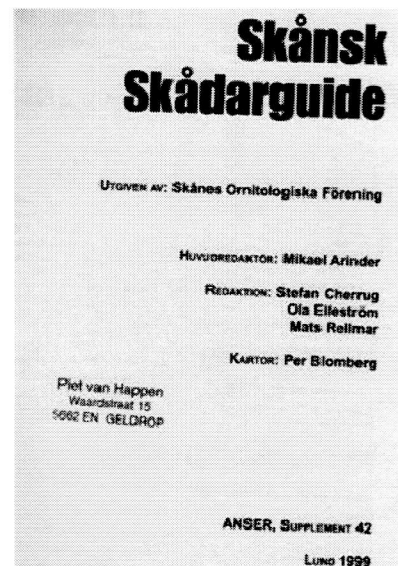 Skånsk
Skådarguide
UTGIVEN AV: Skånes Ornitologiska Förening
HUVUDREDAKTÖR: Mikael Arinder
REDAKTION: Stefan Cherrug
Ola Elleström
Mats Rellmar
KARTOR: Per Blomberg
Piet van Happen
Waardstraat 15
5662 EN GELDROP
ANSER, SUPPLEMENT 42
LUND 1999